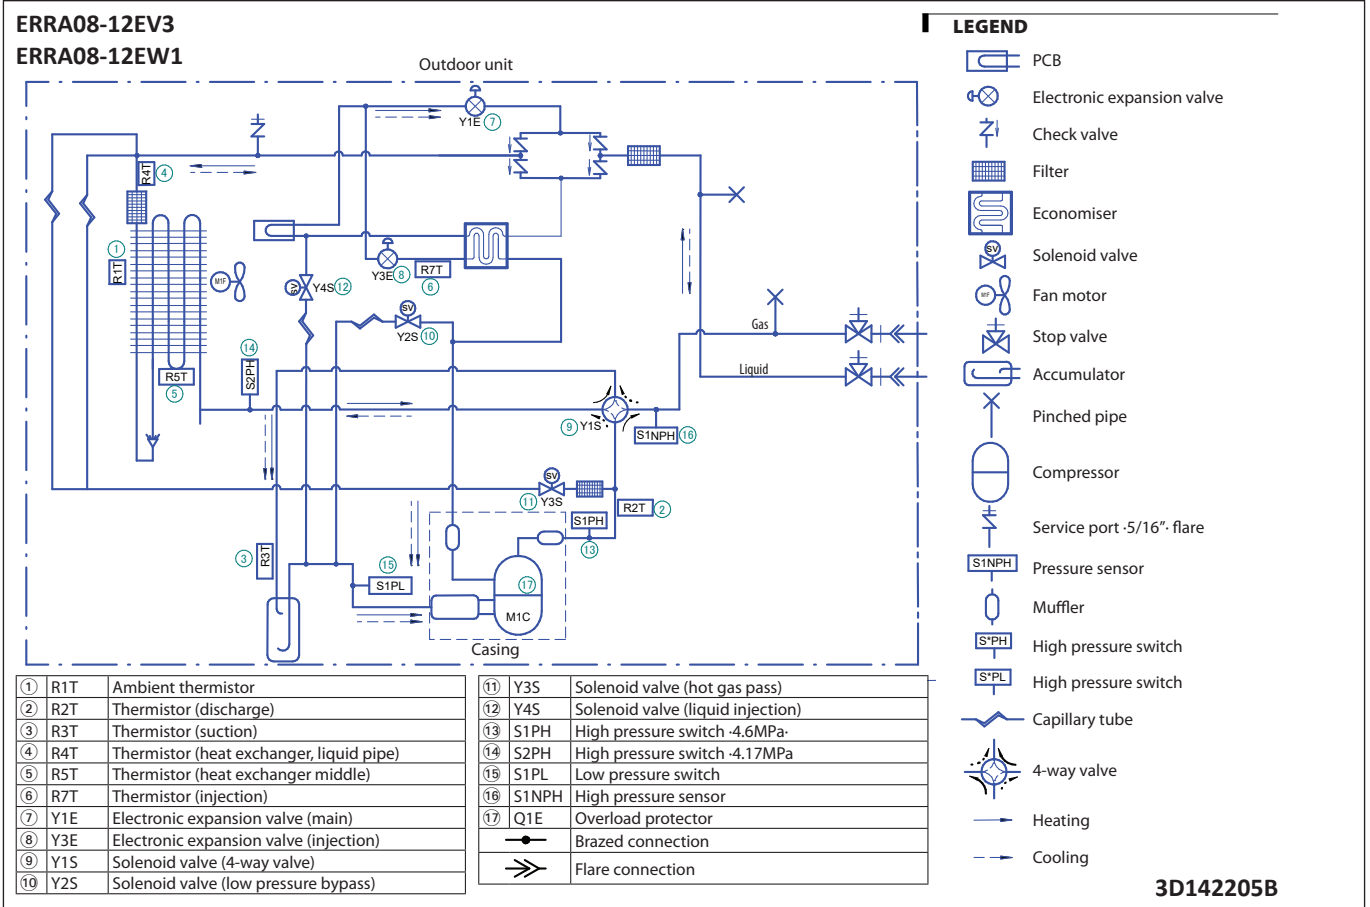 ERRA08-12EV3
ERRA08-12EW1
Outdoor unit
Y1E 7
R4T 4
1
R1T
M1F
Y3E 8
R7T
6
SV Y4S 12
SV
Y2S 10
Gas
Liquid
14
S2PH
R5T
5
9 Y1S
S1NPH 16
SV
11 Y3S
R2T 2
S1PH
13
3 R3T
15
S1PL
17
M1C
Casing
LEGEND
PCB
Electronic expansion valve
Check valve
Filter
Economiser
SV Solenoid valve
M1F Fan motor
Stop valve
Accumulator
Pinched pipe
Compressor
Service port ·5/16”· flare
S1NPH Pressure sensor
Muffler
S*PH High pressure switch
S*PL High pressure switch
Capillary tube
4-way valve
Heating
Cooling
1 R1T Ambient thermistor
2 R2T Thermistor (discharge)
3 R3T Thermistor (suction)
4 R4T Thermistor (heat exchanger, liquid pipe)
5 R5T Thermistor (heat exchanger middle)
6 R7T Thermistor (injection)
7 Y1E Electronic expansion valve (main)
8 Y3E Electronic expansion valve (injection)
9 Y1S Solenoid valve (4-way valve)
10 Y2S Solenoid valve (low pressure bypass)
11 Y3S Solenoid valve (hot gas pass)
12 Y4S Solenoid valve (liquid injection)
13 S1PH High pressure switch ·4.6MPa·
14 S2PH High pressure switch ·4.17MPa
15 S1PL Low pressure switch
16 S1NPH High pressure sensor
17 Q1E Overload protector
Brazed connection
Flare connection
3D142205B